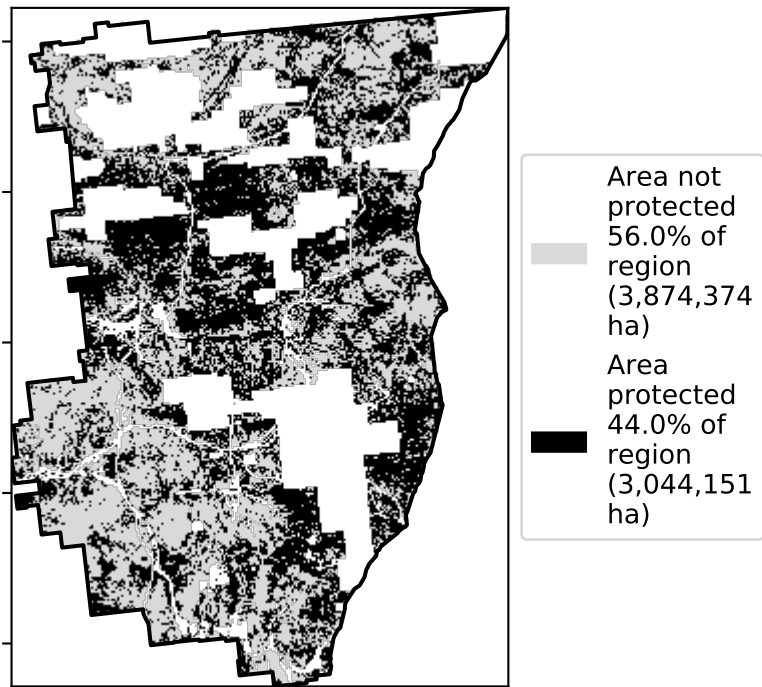 Area not
protected
56.0% of
region
(3,874,374
ha)
Area
protected
44.0% of
region
(3,044,151
ha)